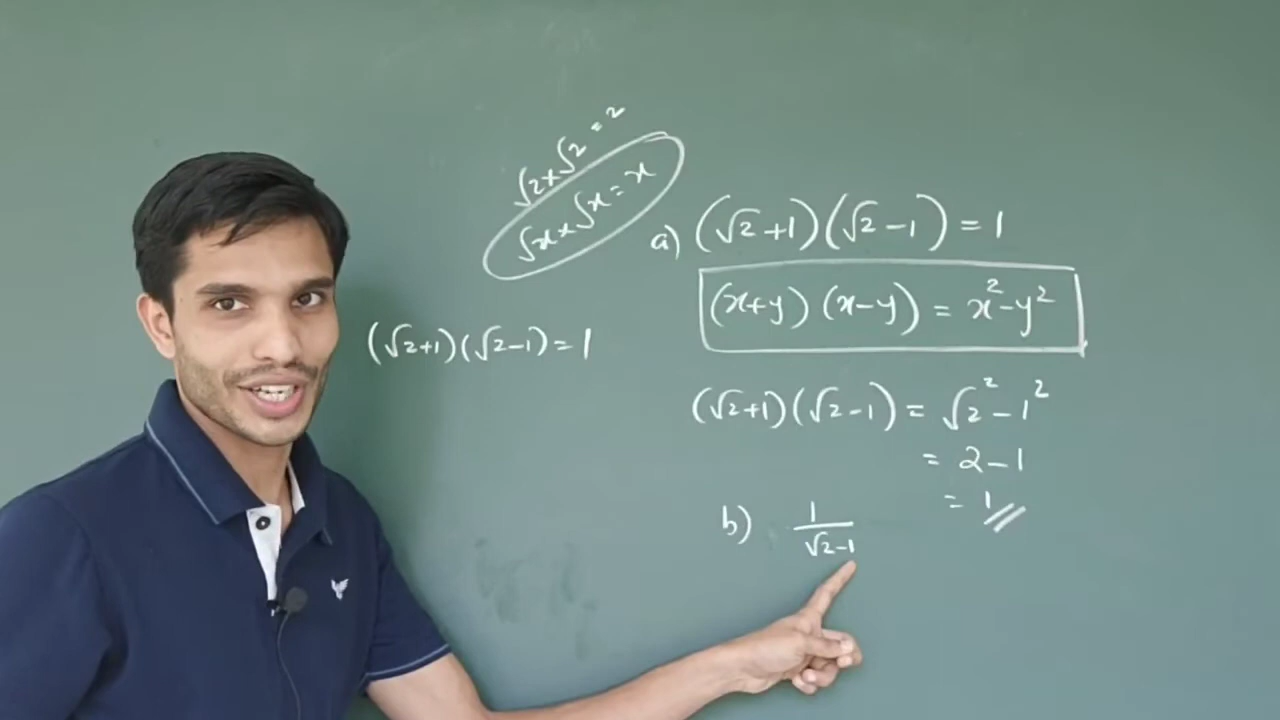 √2 × √2 = 2
√x × √x = x
a) (√2 + 1) (√2 - 1) = 1
(x+y) (x-y) = x² - y²
(√2+1) (√2-1) = 1
(√2+1) (√2-1) = √2² - 1²
= 2 - 1
= 1
b) 1/(√2-1)